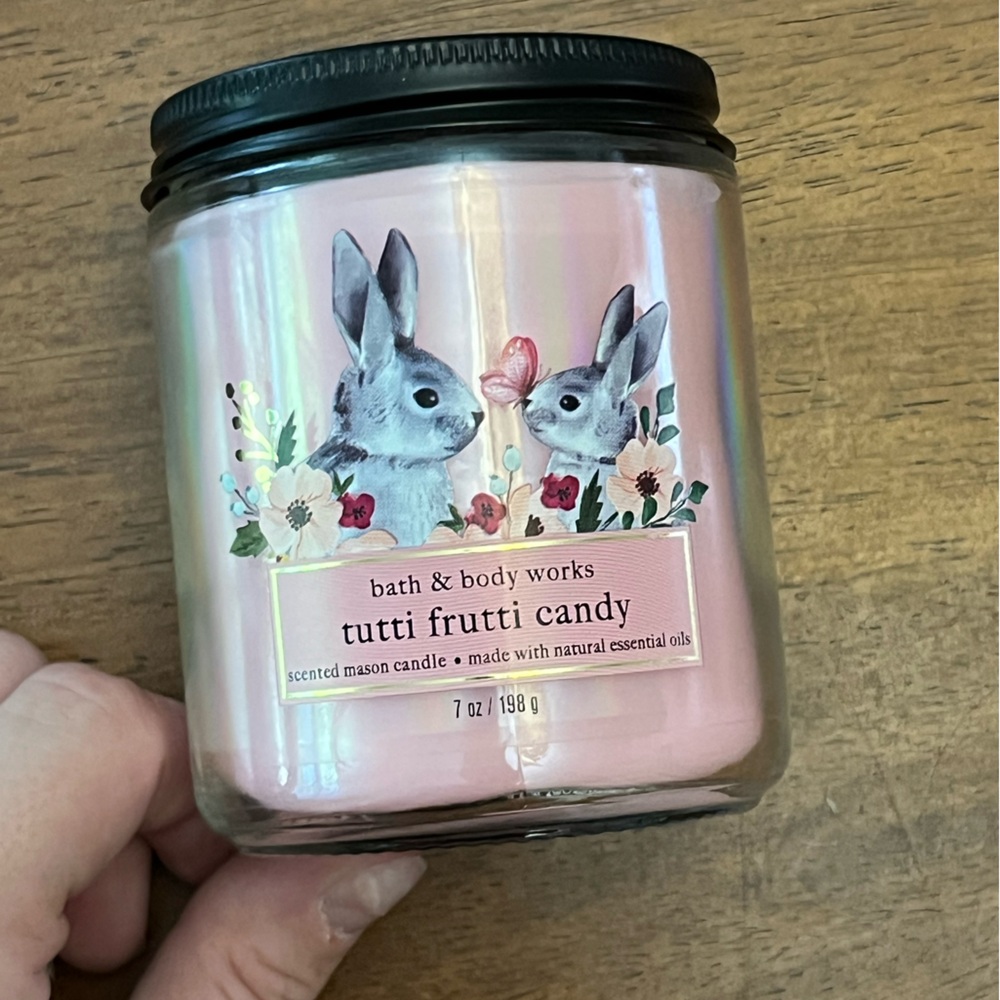 bath & body works
tutti frutti candy
scented mason candle • made with natural essential oils
7 oz / 198 g